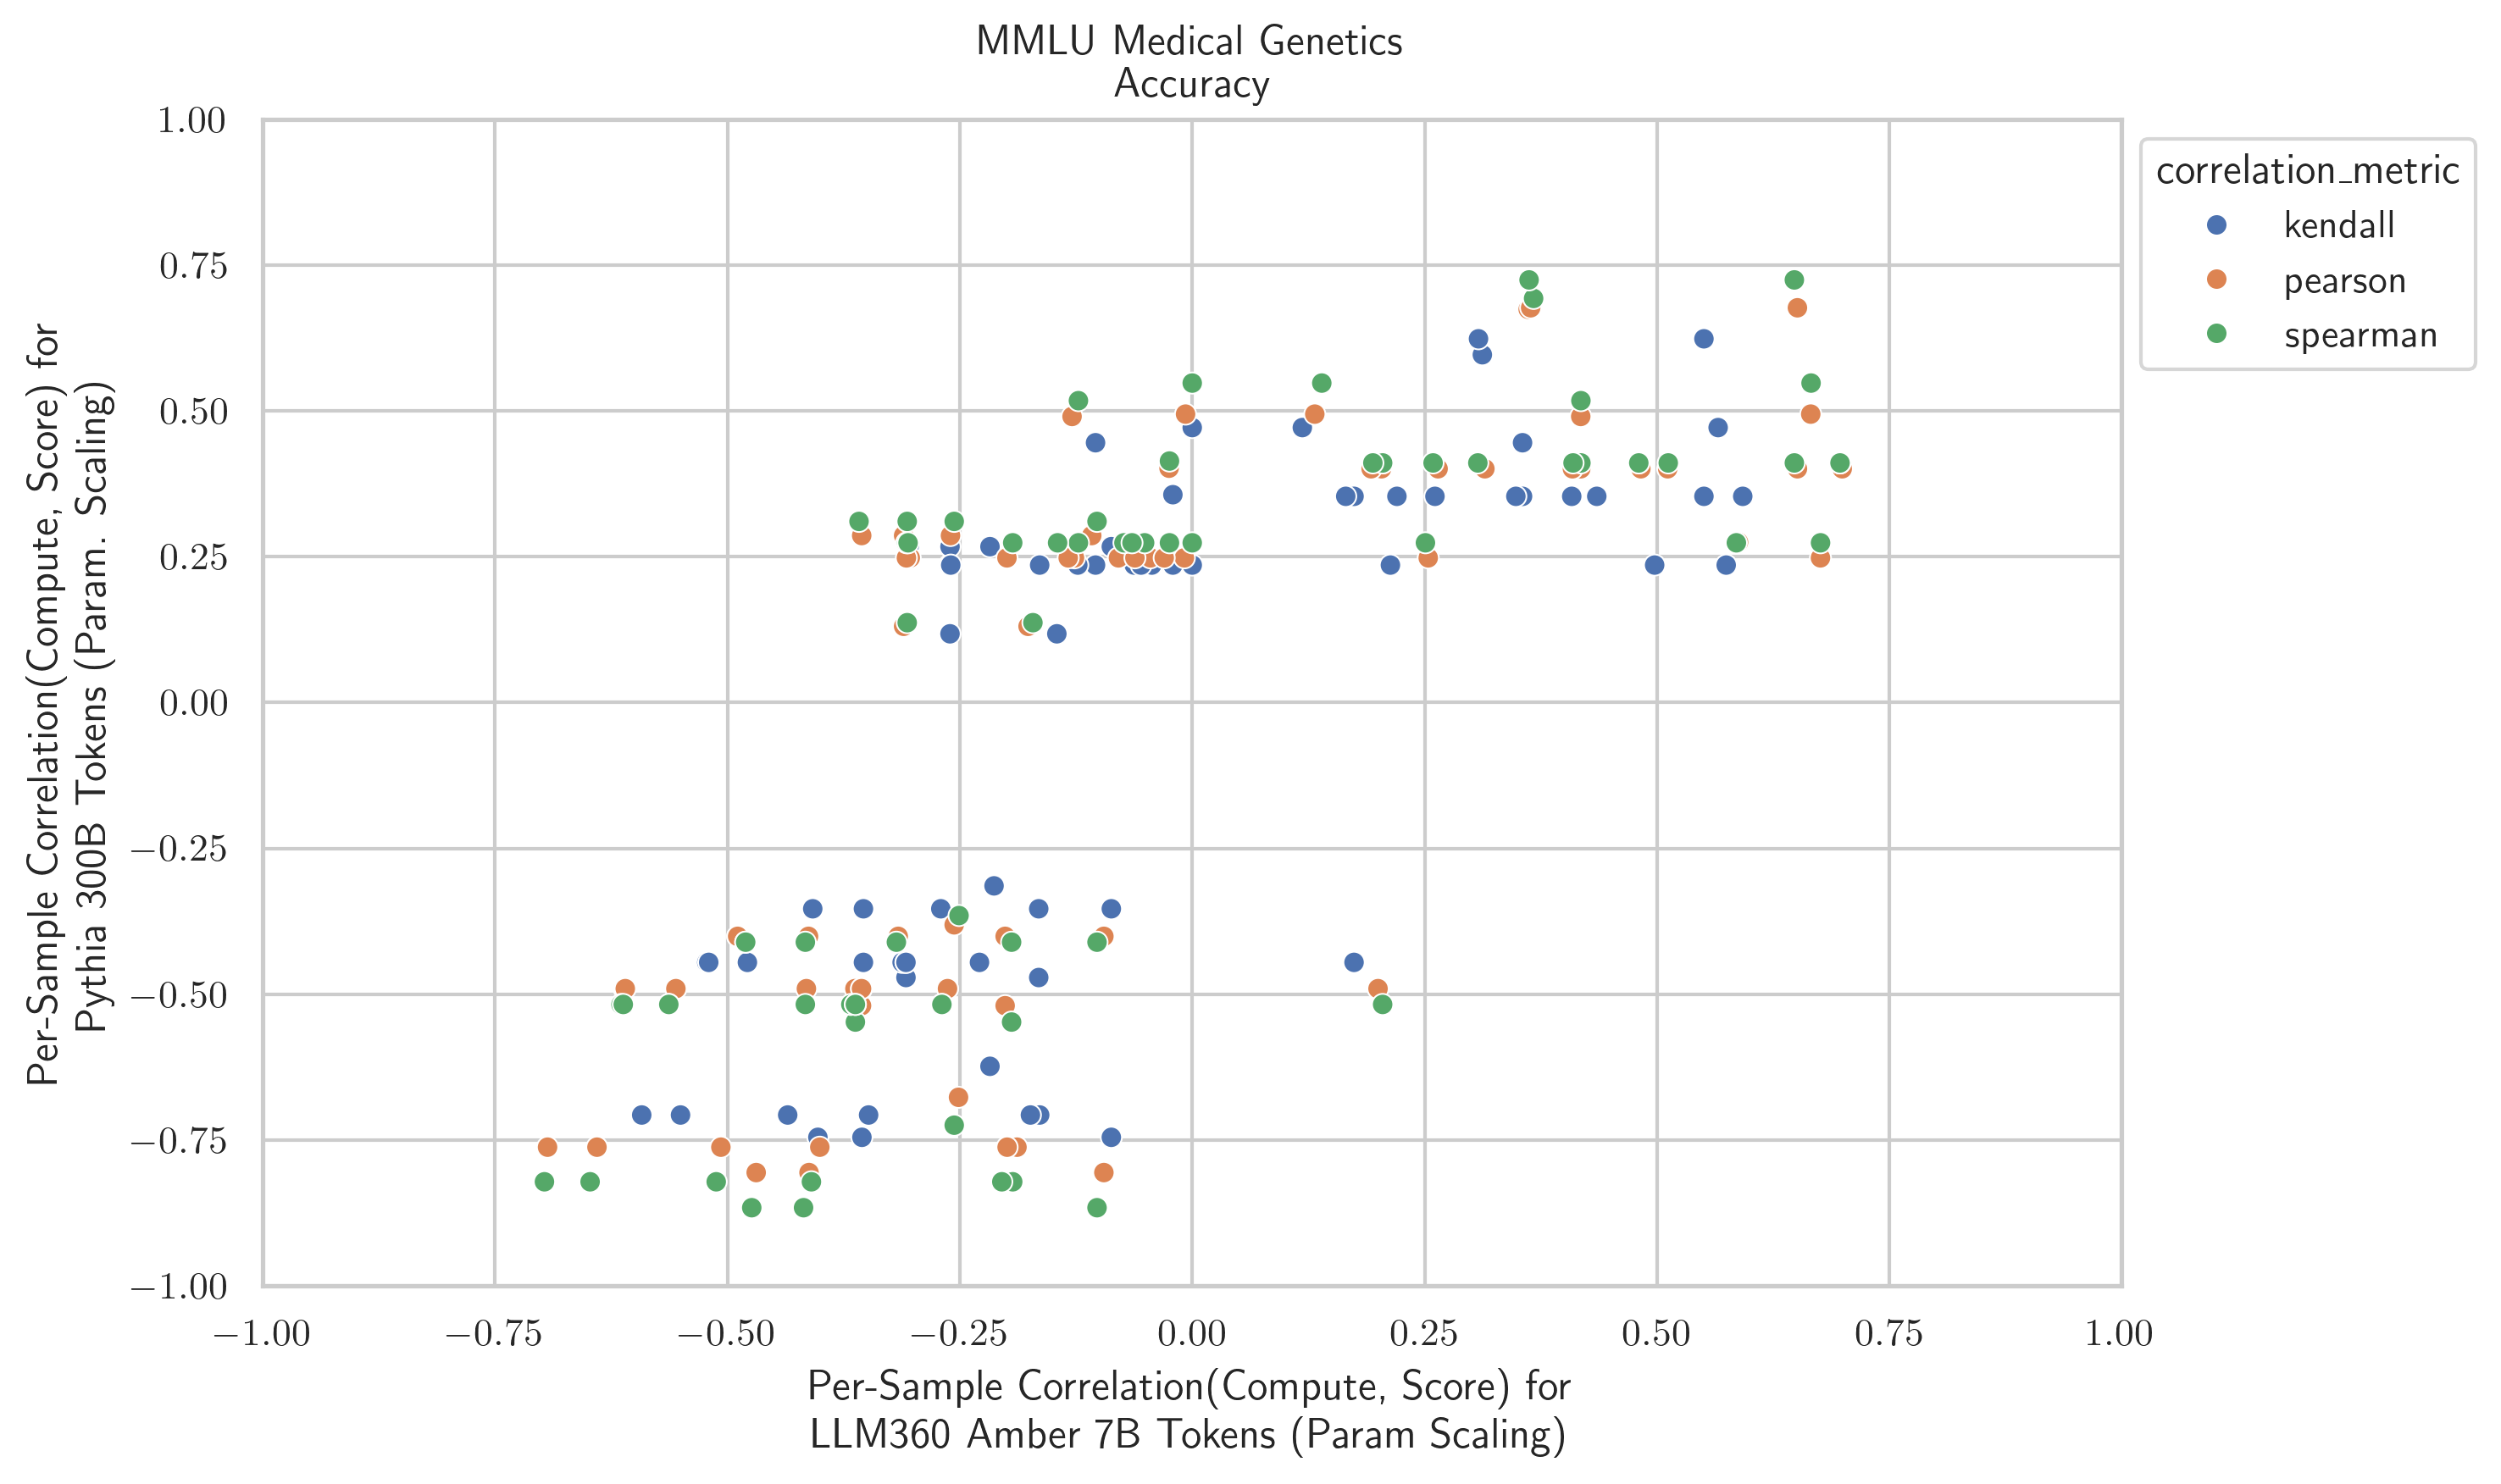 MMLU Medical Genetics
Accuracy
1.00
0.75
0.50
0.25
0.00
−0.25
−0.50
−0.75
−1.00
Per-Sample Correlation(Compute, Score) for
Pythia 300B Tokens (Param. Scaling)
−1.00 −0.75 −0.50 −0.25 0.00 0.25 0.50 0.75 1.00
Per-Sample Correlation(Compute, Score) for
LLM360 Amber 7B Tokens (Param Scaling)
correlation_metric
kendall
pearson
spearman